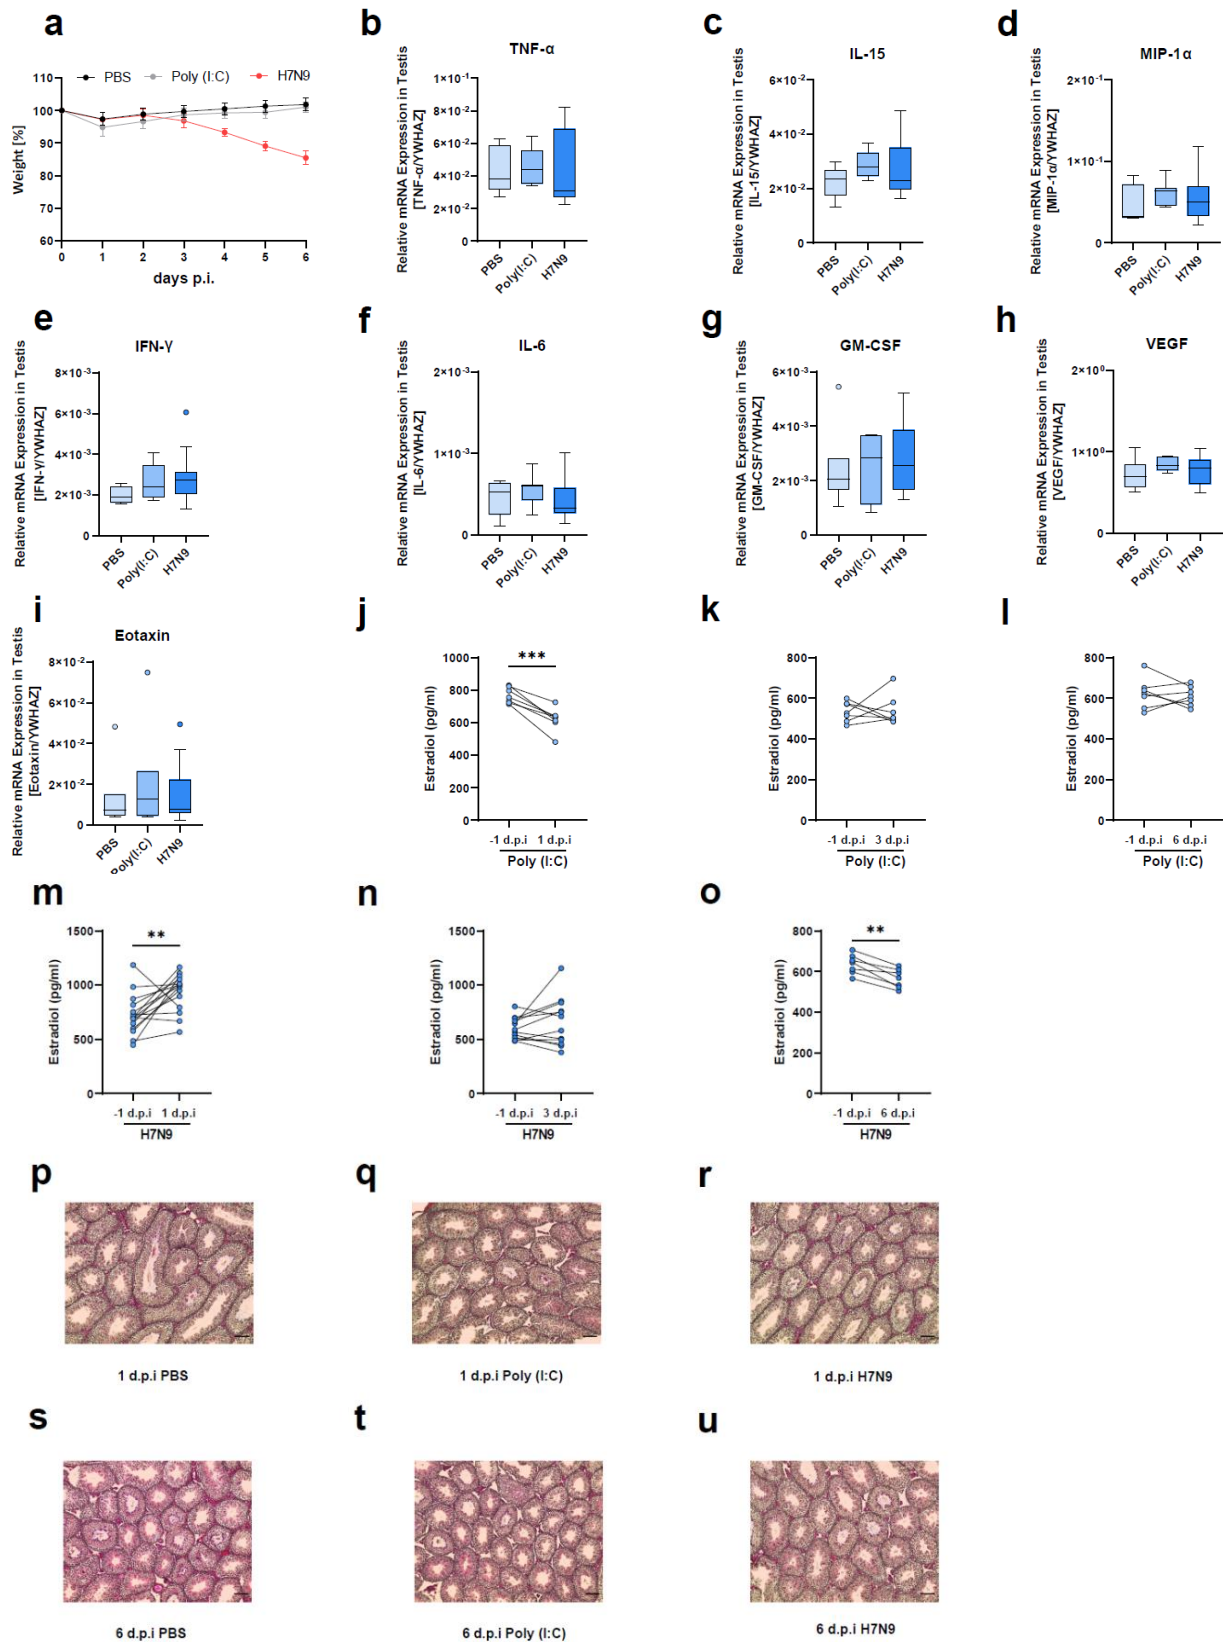 a
PBS
Poly (I:C)
H7N9
110
100
90
80
70
60
Weight [%]
0 1 2 3 4 5 6
days p.i.
b
TNF-α
Relative mRNA Expression in Testis
[TNF-α/YWHAZ]
1×10⁻¹
8×10⁻²
6×10⁻²
4×10⁻²
2×10⁻²
0
PBS
Poly(I:C)
H7N9
c
IL-15
Relative mRNA Expression in Testis
[IL-15/YWHAZ]
6×10⁻²
4×10⁻²
2×10⁻²
0
PBS
Poly(I:C)
H7N9
d
MIP-1α
Relative mRNA Expression in Testis
[MIP-1α/YWHAZ]
2×10⁻¹
1×10⁻¹
0
PBS
Poly(I:C)
H7N9
e
IFN-γ
Relative mRNA Expression in Testis
[IFN-γ/YWHAZ]
8×10⁻³
6×10⁻³
4×10⁻³
2×10⁻³
0
PBS
Poly(I:C)
H7N9
f
IL-6
Relative mRNA Expression in Testis
[IL-6/YWHAZ]
2×10⁻³
1×10⁻³
0
PBS
Poly(I:C)
H7N9
g
GM-CSF
Relative mRNA Expression in Testis
[GM-CSF/YWHAZ]
6×10⁻³
4×10⁻³
2×10⁻³
0
PBS
Poly(I:C)
H7N9
h
VEGF
Relative mRNA Expression in Testis
[VEGF/YWHAZ]
2×10⁰
1×10⁰
0
PBS
Poly(I:C)
H7N9
i
Eotaxin
Relative mRNA Expression in Testis
[Eotaxin/YWHAZ]
8×10⁻²
6×10⁻²
4×10⁻²
2×10⁻²
0
PBS
Poly(I:C)
H7N9
j
***
Estradiol (pg/ml)
1000
800
600
400
200
0
-1 d.p.i 1 d.p.i
Poly (I:C)
k
Estradiol (pg/ml)
800
600
400
200
0
-1 d.p.i 3 d.p.i
Poly (I:C)
l
Estradiol (pg/ml)
800
600
400
200
0
-1 d.p.i 6 d.p.i
Poly (I:C)
m
**
Estradiol (pg/ml)
1500
1000
500
0
-1 d.p.i 1 d.p.i
H7N9
n
Estradiol (pg/ml)
1500
1000
500
0
-1 d.p.i 3 d.p.i
H7N9
o
**
Estradiol (pg/ml)
800
600
400
200
0
-1 d.p.i 6 d.p.i
H7N9
p
1 d.p.i PBS
q
1 d.p.i Poly (I:C)
r
1 d.p.i H7N9
s
6 d.p.i PBS
t
6 d.p.i Poly (I:C)
u
6 d.p.i H7N9